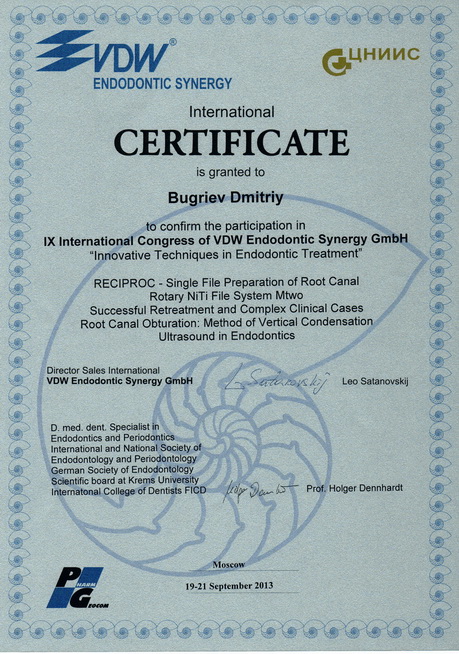 VDW®
ENDODONTIC SYNERGY
ЦНИИС
International
CERTIFICATE
is granted to
Bugriev Dmitriy
to confirm the participation in
IX International Congress of VDW Endodontic Synergy GmbH
“Innovative Techniques in Endodontic Treatment”
RECIPROC - Single File Preparation of Root Canal
Rotary NiTi File System Mtwo
Successful Retreatment and Complex Clinical Cases
Root Canal Obturation: Method of Vertical Condensation
Ultrasound in Endodontics
Director Sales International
VDW Endodontic Synergy GmbH
L. Satanovskij
Leo Satanovskij
D. med. dent. Specialist in
Endodontics and Periodontics
International and National Society of
Endodontology and Periodontology
German Society of Endodontology
Scientific board at Krems University
Internatonal College of Dentists FICD
Prof. Holger Dennhardt
Moscow
19-21 September 2013
PHARM
GEOCOM